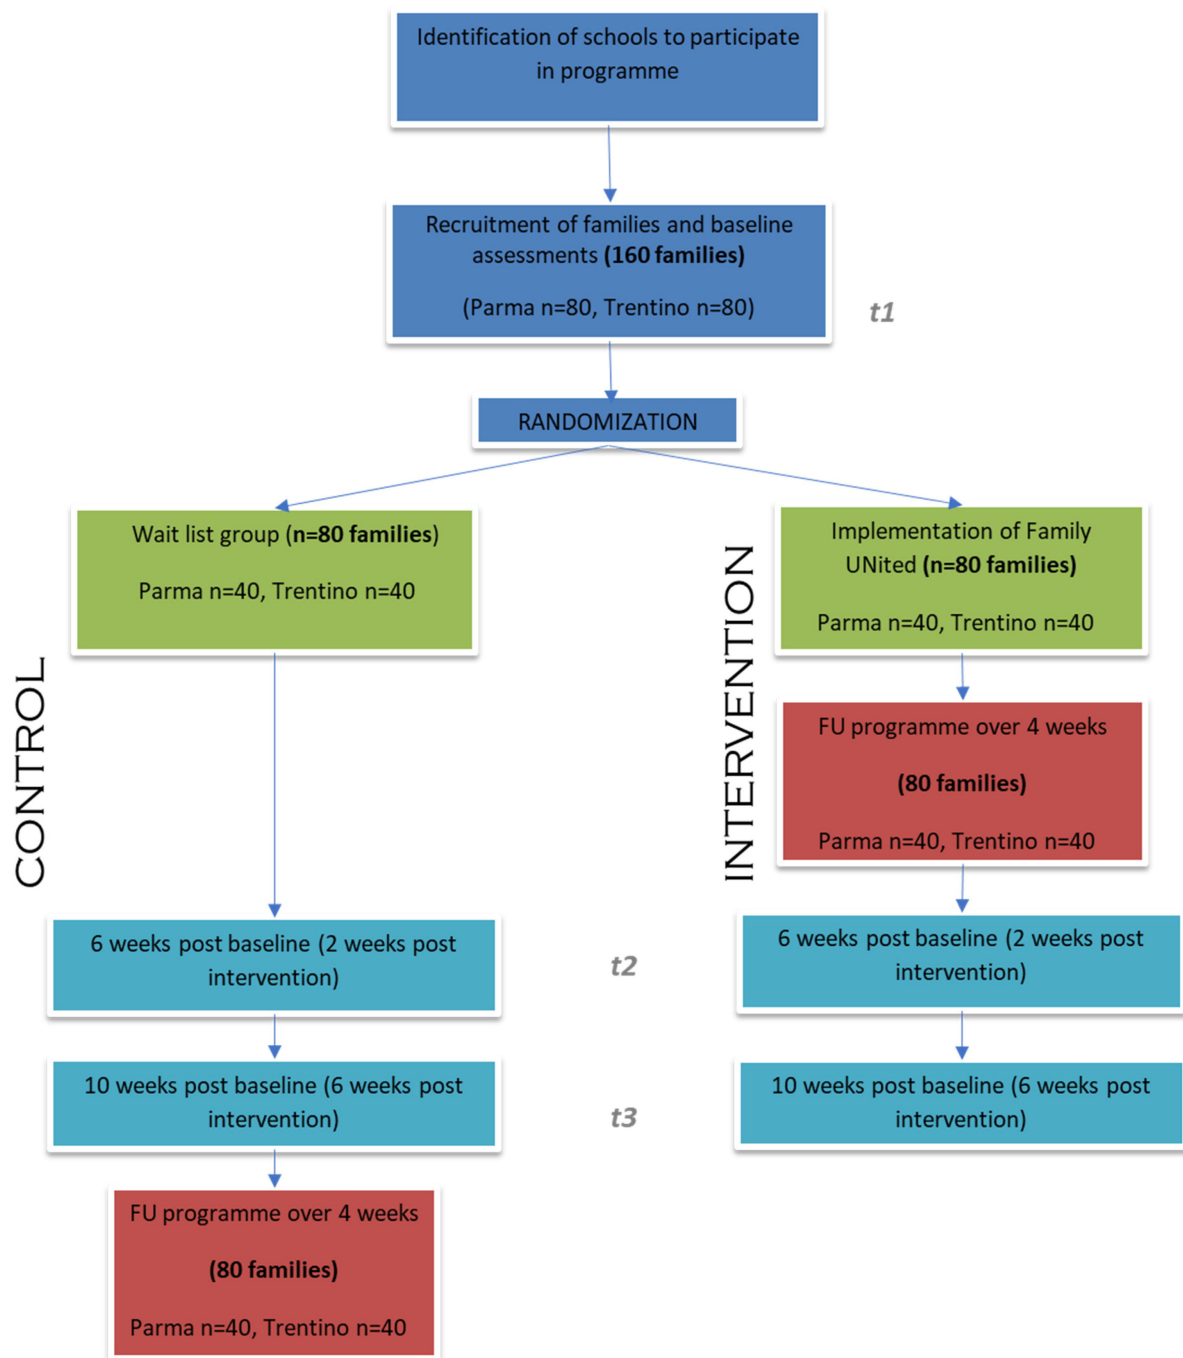 Identification of schools to participate
in programme
Recruitment of families and baseline
assessments (160 families)
(Parma n=80, Trentino n=80)
t1
RANDOMIZATION
Wait list group (n=80 families)
Parma n=40, Trentino n=40
Implementation of Family
UNited (n=80 families)
Parma n=40, Trentino n=40
CONTROL
INTERVENTION
FU programme over 4 weeks
(80 families)
Parma n=40, Trentino n=40
6 weeks post baseline (2 weeks post
intervention)
t2
6 weeks post baseline (2 weeks post
intervention)
10 weeks post baseline (6 weeks post
intervention)
t3
10 weeks post baseline (6 weeks post
intervention)
FU programme over 4 weeks
(80 families)
Parma n=40, Trentino n=40